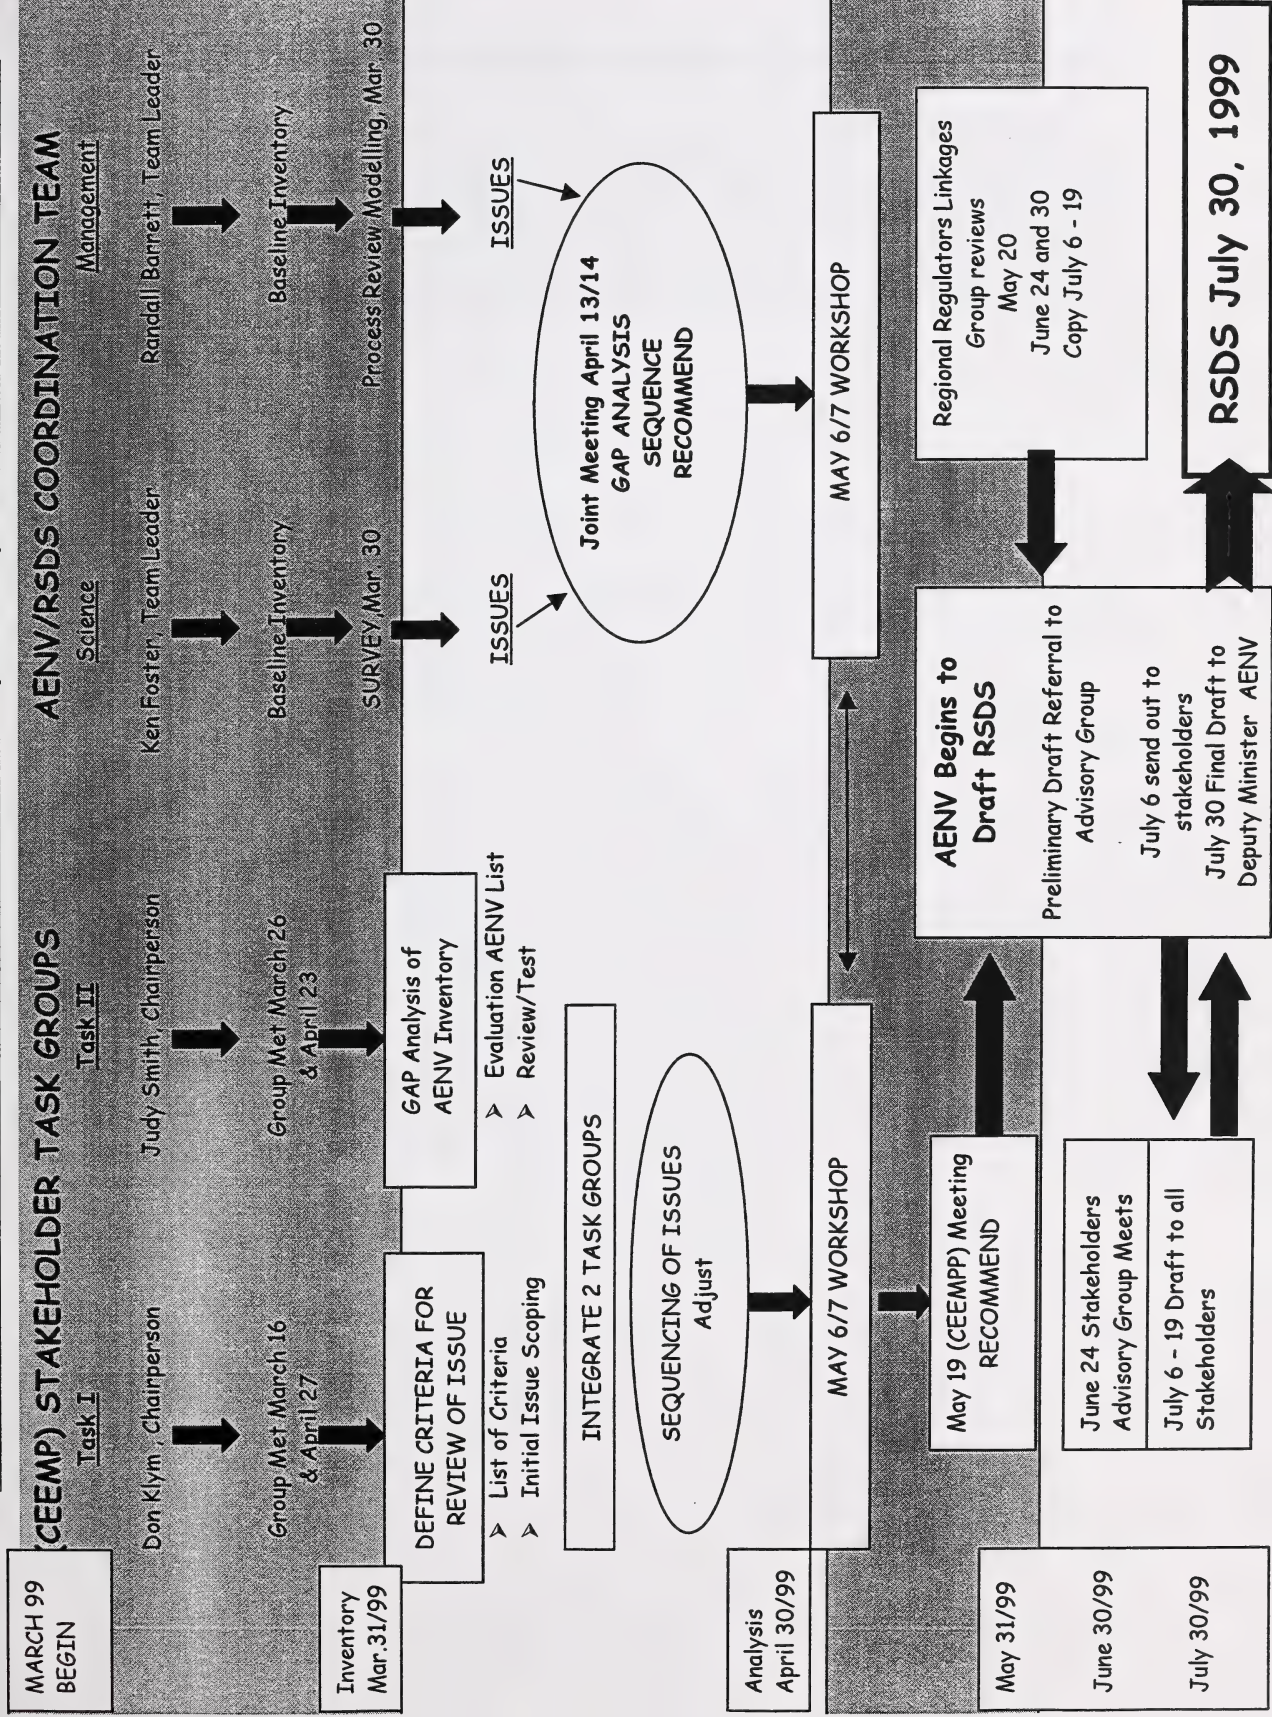 (CEEMP) STAKEHOLDER TASK GROUPS
AENV/RSDS COORDINATION TEAM
MARCH 99
BEGIN
Task I
Task II
Science
Management
Don Klym , Chairperson
Judy Smith, Chairperson
Ken Foster, Team Leader
Randall Barrett, Team Leader
Group Met March 16
& April 27
Group Met March 26
& April 23
Baseline Inventory
Baseline Inventory
SURVEY,Mar. 30
Process Review Modelling, Mar. 30
Inventory
Mar.31/99
DEFINE CRITERIA FOR
REVIEW OF ISSUE
GAP Analysis of
AENV Inventory
➢ List of Criteria
➢ Initial Issue Scoping
➢ Evaluation AENV List
➢ Review/Test
ISSUES
ISSUES
INTEGRATE 2 TASK GROUPS
Joint Meeting April 13/14
GAP ANALYSIS
SEQUENCE
RECOMMEND
SEQUENCING OF ISSUES
Adjust
Analysis
April 30/99
MAY 6/7 WORKSHOP
MAY 6/7 WORKSHOP
May 31/99
June 30/99
July 30/99
May 19 (CEEMPP) Meeting
RECOMMEND
AENV Begins to
Draft RSDS
Preliminary Draft Referral to
Advisory Group
July 6 send out to
stakeholders
July 30 Final Draft to
Deputy Minister AENV
Regional Regulators Linkages
Group reviews
May 20
June 24 and 30
Copy July 6 - 19
June 24 Stakeholders
Advisory Group Meets
July 6 - 19 Draft to all
Stakeholders
RSDS July 30, 1999